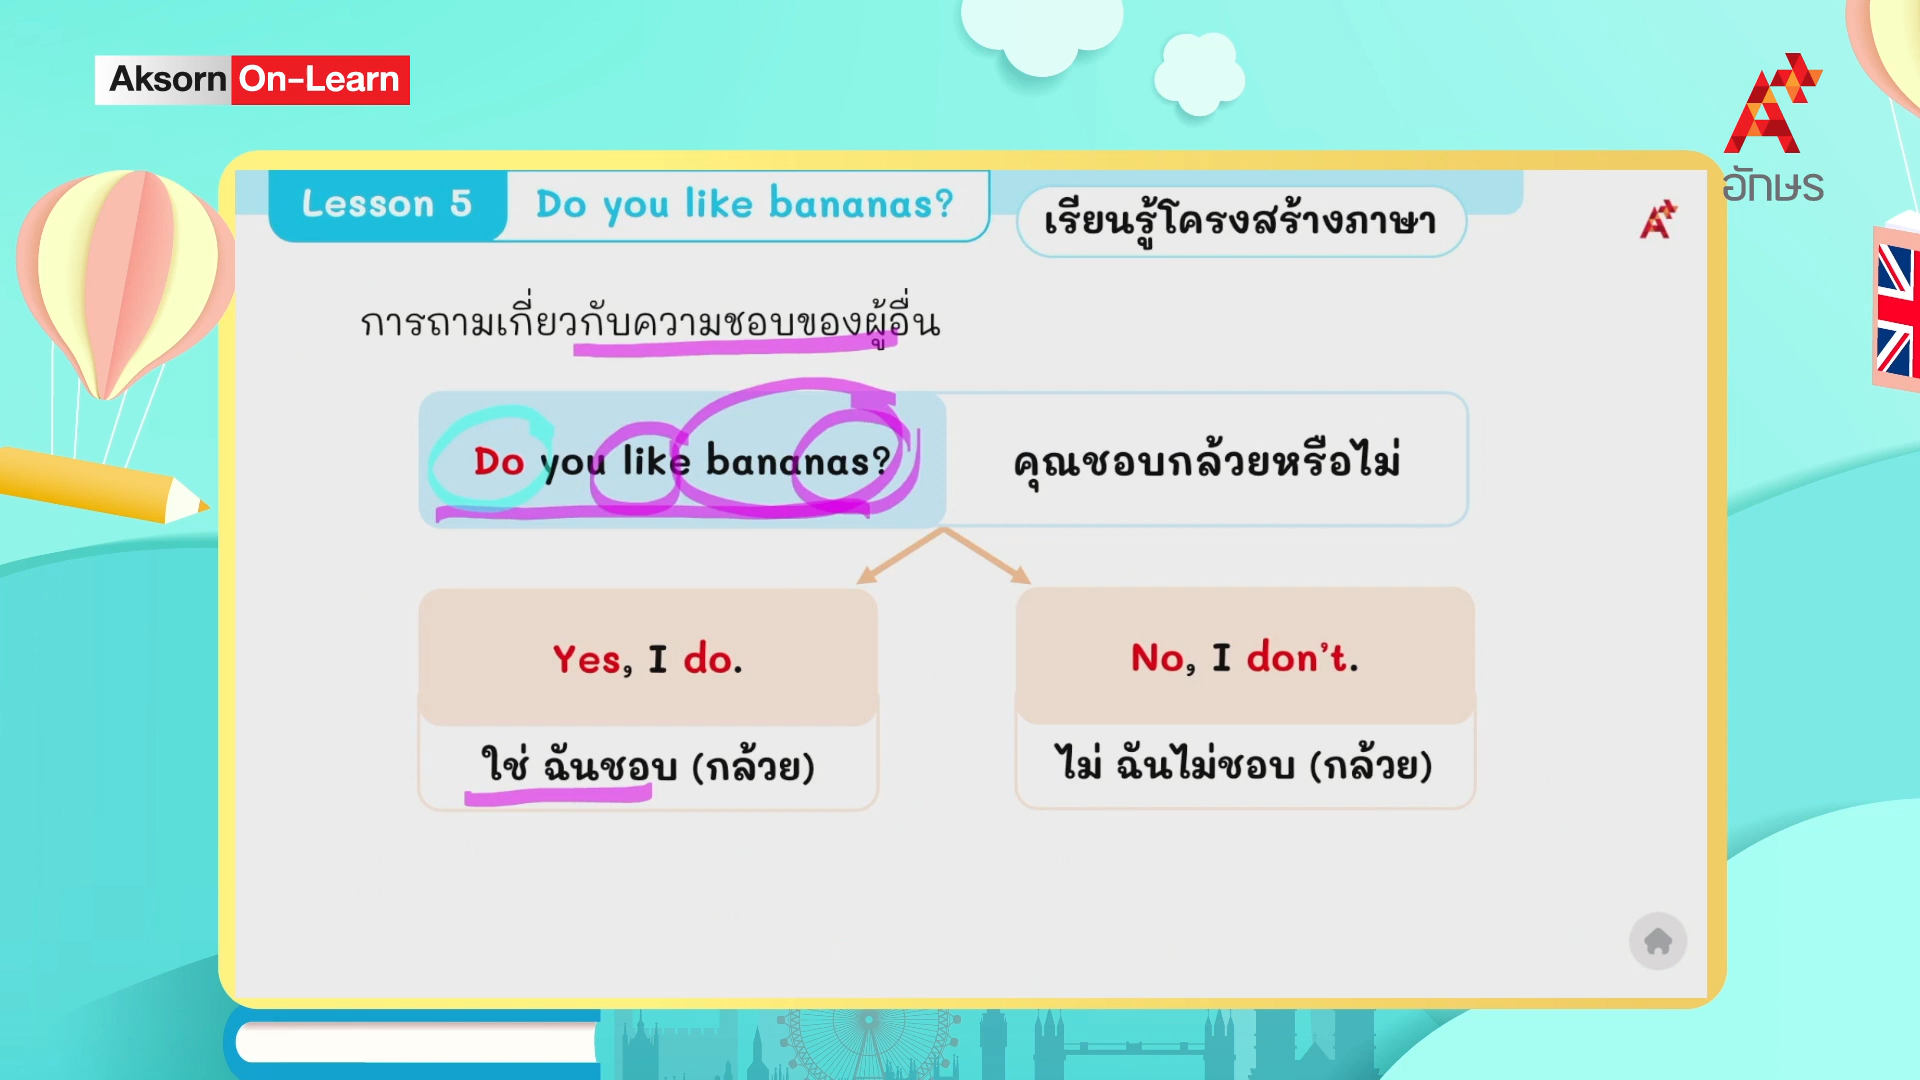 Aksorn On-Learn
อักษร
Lesson 5
Do you like bananas?
เรียนรู้โครงสร้างภาษา
การถามเกี่ยวกับความชอบของผู้อื่น
Do you like bananas?
คุณชอบกล้วยหรือไม่
Yes, I do.
No, I don't.
ใช่ ฉันชอบ (กล้วย)
ไม่ ฉันไม่ชอบ (กล้วย)